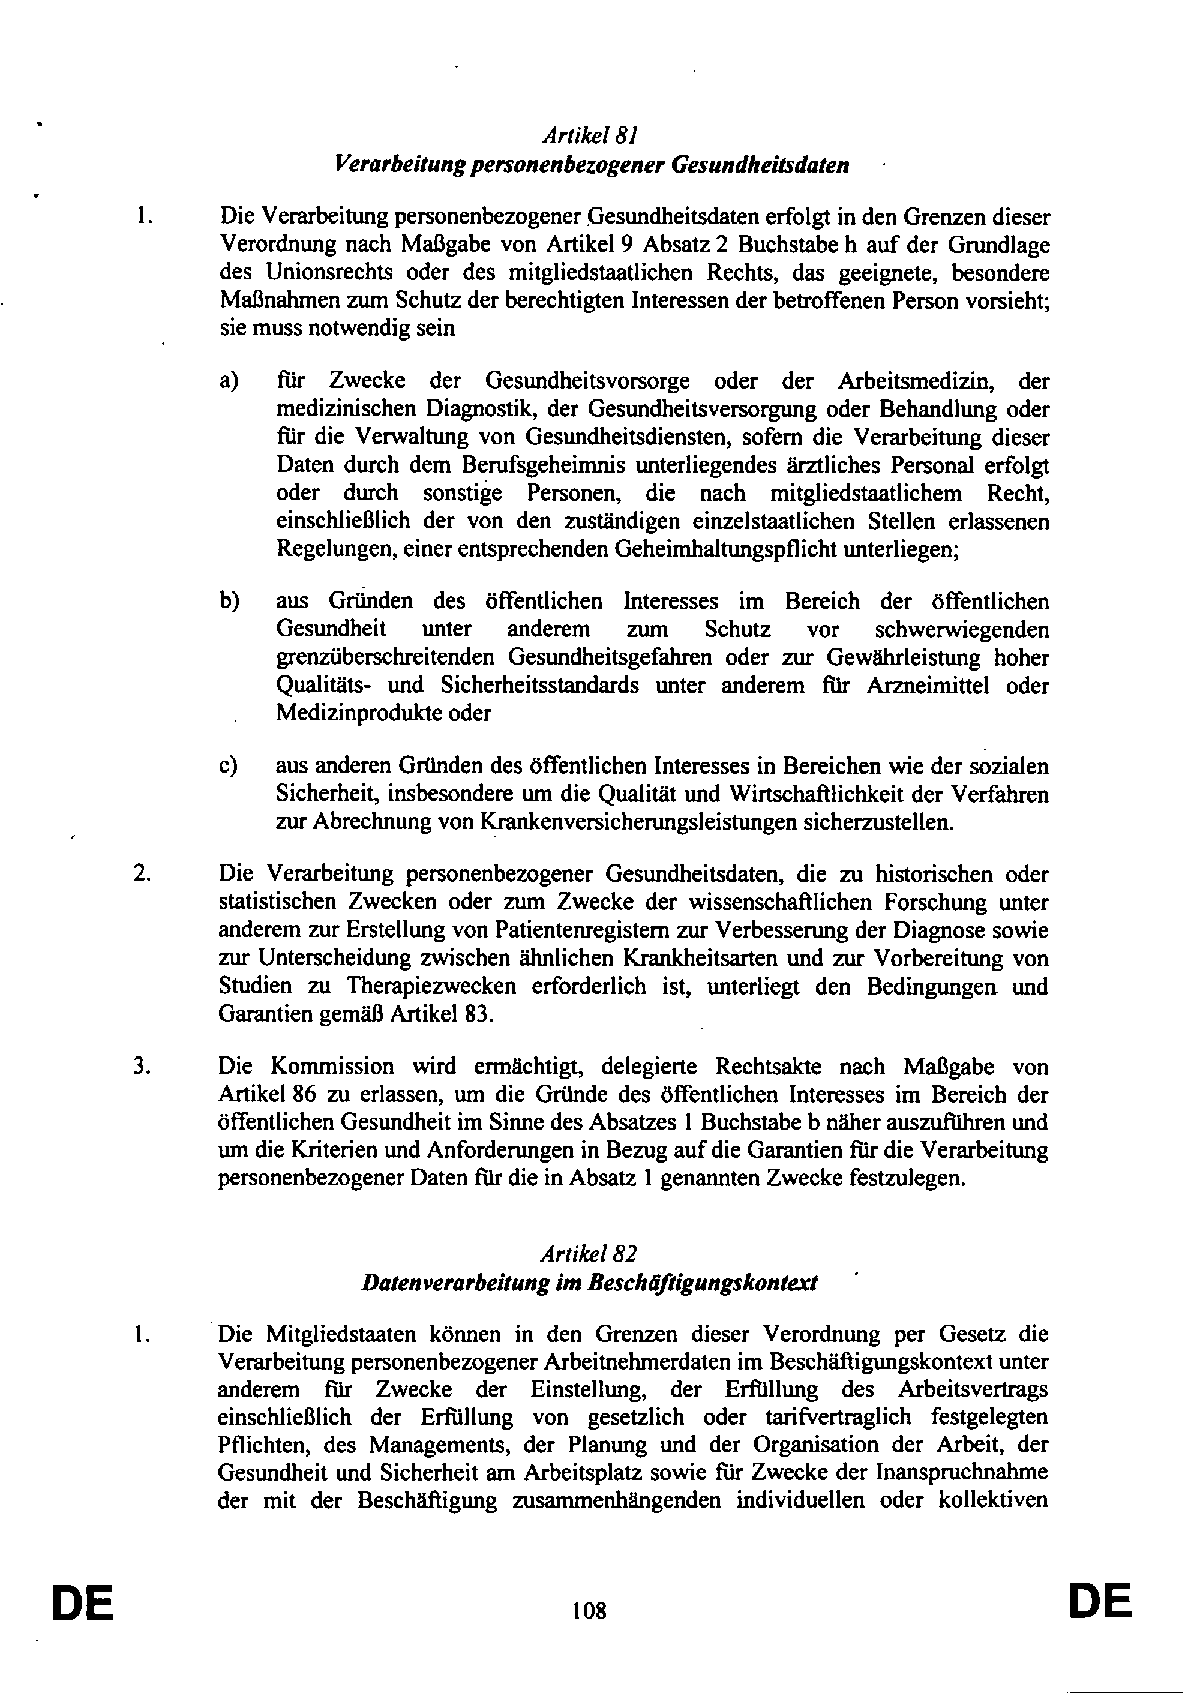 Artikel 81
Verarbeitung personenbezogener Gesundheitsdaten
1. Die Verarbeitung personenbezogener Gesundheitsdaten erfolgt in den Grenzen dieser
Verordnung nach Maßgabe von Artikel 9 Absatz 2 Buchstabe h auf der Grundlage
des Unionsrechts oder des mitgliedstaatlichen Rechts, das geeignete, besondere
Maßnahmen zum Schutz der berechtigten Interessen der betroffenen Person vorsieht;
sie muss notwendig sein
a) für Zwecke der Gesundheitsvorsorge oder der Arbeitsmedizin, der
medizinischen Diagnostik, der Gesundheitsversorgung oder Behandlung oder
für die Verwaltung von Gesundheitsdiensten, sofern die Verarbeitung dieser
Daten durch dem Berufsgeheimnis unterliegendes ärztliches Personal erfolgt
oder durch sonstige Personen, die nach mitgliedstaatlichem Recht,
einschließlich der von den zuständigen einzelstaatlichen Stellen erlassenen
Regelungen, einer entsprechenden Geheimhaltungspflicht unterliegen;
b) aus Gründen des öffentlichen Interesses im Bereich der öffentlichen
Gesundheit unter anderem zum Schutz vor schwerwiegenden
grenzüberschreitenden Gesundheitsgefahren oder zur Gewährleistung hoher
Qualitäts- und Sicherheitsstandards unter anderem für Arzneimittel oder
Medizinprodukte oder
c) aus anderen Gründen des öffentlichen Interesses in Bereichen wie der sozialen
Sicherheit, insbesondere um die Qualität und Wirtschaftlichkeit der Verfahren
zur Abrechnung von Krankenversicherungsleistungen sicherzustellen.
2. Die Verarbeitung personenbezogener Gesundheitsdaten, die zu historischen oder
statistischen Zwecken oder zum Zwecke der wissenschaftlichen Forschung unter
anderem zur Erstellung von Patientenregistern zur Verbesserung der Diagnose sowie
zur Unterscheidung zwischen ähnlichen Krankheitsarten und zur Vorbereitung von
Studien zu Therapiezwecken erforderlich ist, unterliegt den Bedingungen und
Garantien gemäß Artikel 83.
3. Die Kommission wird ermächtigt, delegierte Rechtsakte nach Maßgabe von
Artikel 86 zu erlassen, um die Gründe des öffentlichen Interesses im Bereich der
öffentlichen Gesundheit im Sinne des Absatzes 1 Buchstabe b näher auszuführen und
um die Kriterien und Anforderungen in Bezug auf die Garantien für die Verarbeitung
personenbezogener Daten für die in Absatz 1 genannten Zwecke festzulegen.
Artikel 82
Datenverarbeitung im Beschäftigungskontext
1. Die Mitgliedstaaten können in den Grenzen dieser Verordnung per Gesetz die
Verarbeitung personenbezogener Arbeitnehmerdaten im Beschäftigungskontext unter
anderem für Zwecke der Einstellung, der Erfüllung des Arbeitsvertrags
einschließlich der Erfüllung von gesetzlich oder tarifvertraglich festgelegten
Pflichten, des Managements, der Planung und der Organisation der Arbeit, der
Gesundheit und Sicherheit am Arbeitsplatz sowie für Zwecke der Inanspruchnahme
der mit der Beschäftigung zusammenhängenden individuellen oder kollektiven
DE 108 DE